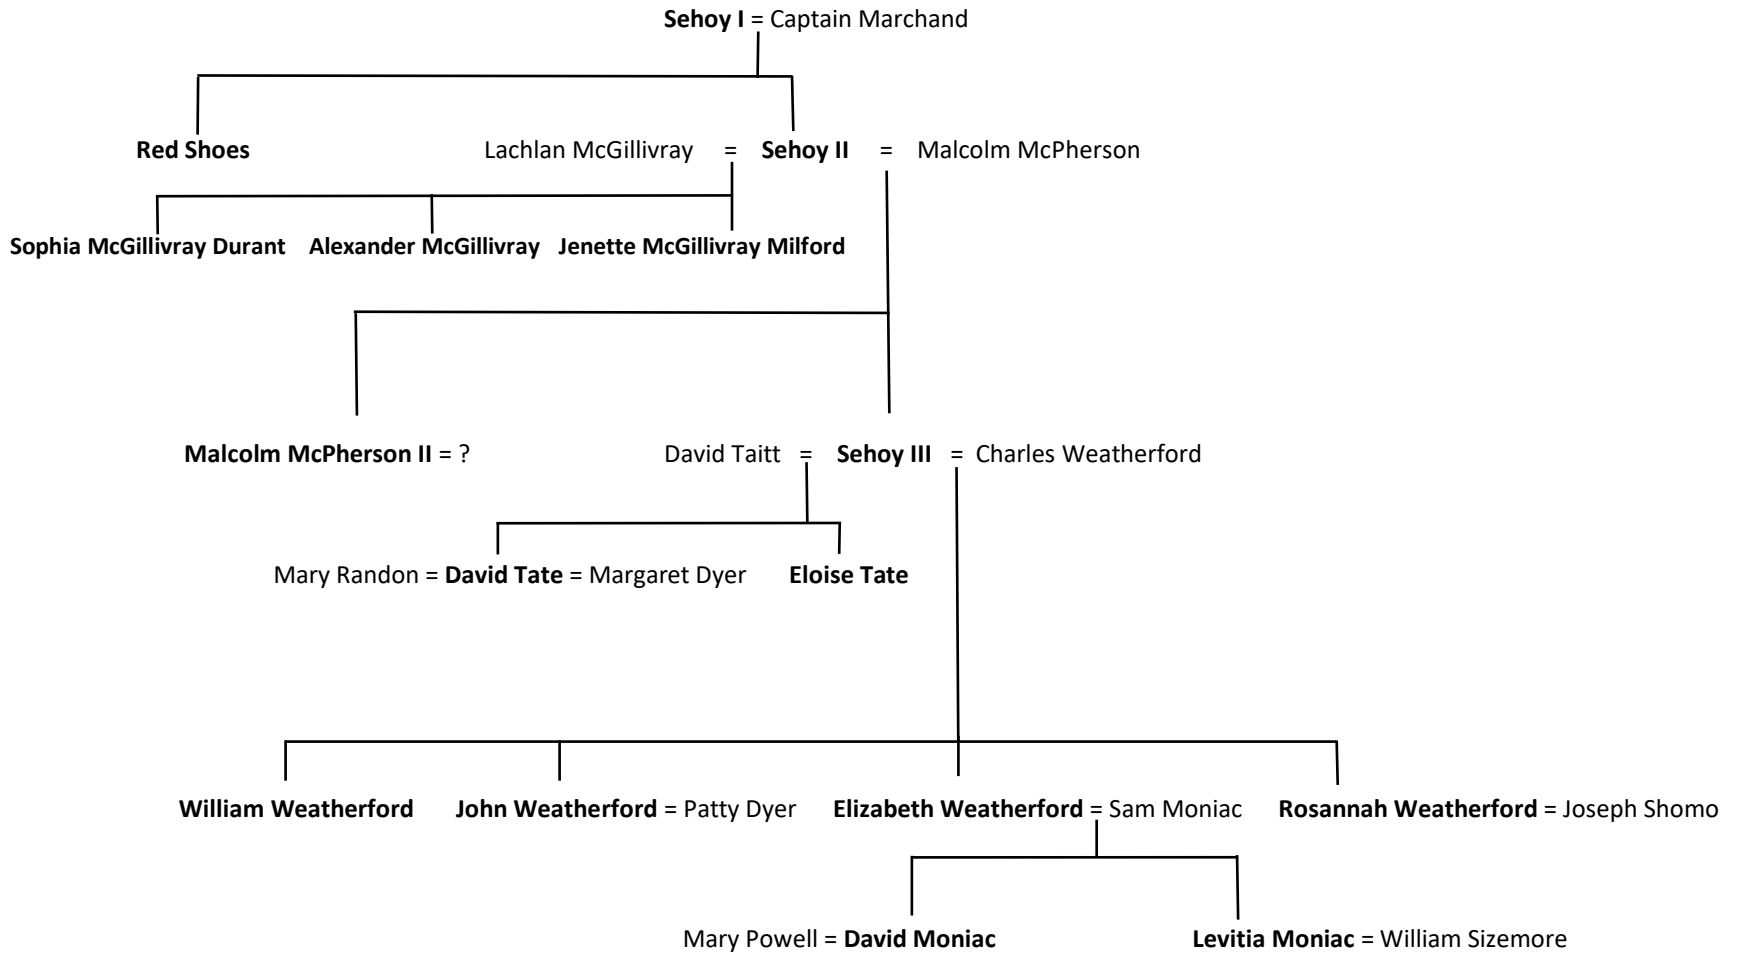 Sehoy I = Captain Marchand
Red Shoes Lachlan McGillivray = Sehoy II = Malcolm McPherson
Sophia McGillivray Durant Alexander McGillivray Jenette McGillivray Milford
Malcolm McPherson II = ? David Taitt = Sehoy III = Charles Weatherford
Mary Randon = David Tate = Margaret Dyer Eloise Tate
William Weatherford John Weatherford = Patty Dyer Elizabeth Weatherford = Sam Moniac Rosannah Weatherford = Joseph Shomo
Mary Powell = David Moniac Levitia Moniac = William Sizemore